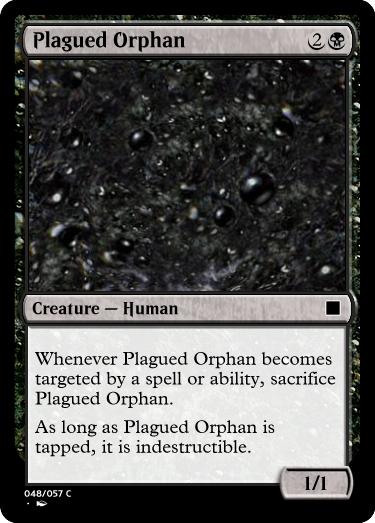 Plagued Orphan 2
Creature — Human
Whenever Plagued Orphan becomes
targeted by a spell or ability, sacrifice
Plagued Orphan.
As long as Plagued Orphan is
tapped, it is indestructible.
1/1
048/057 C